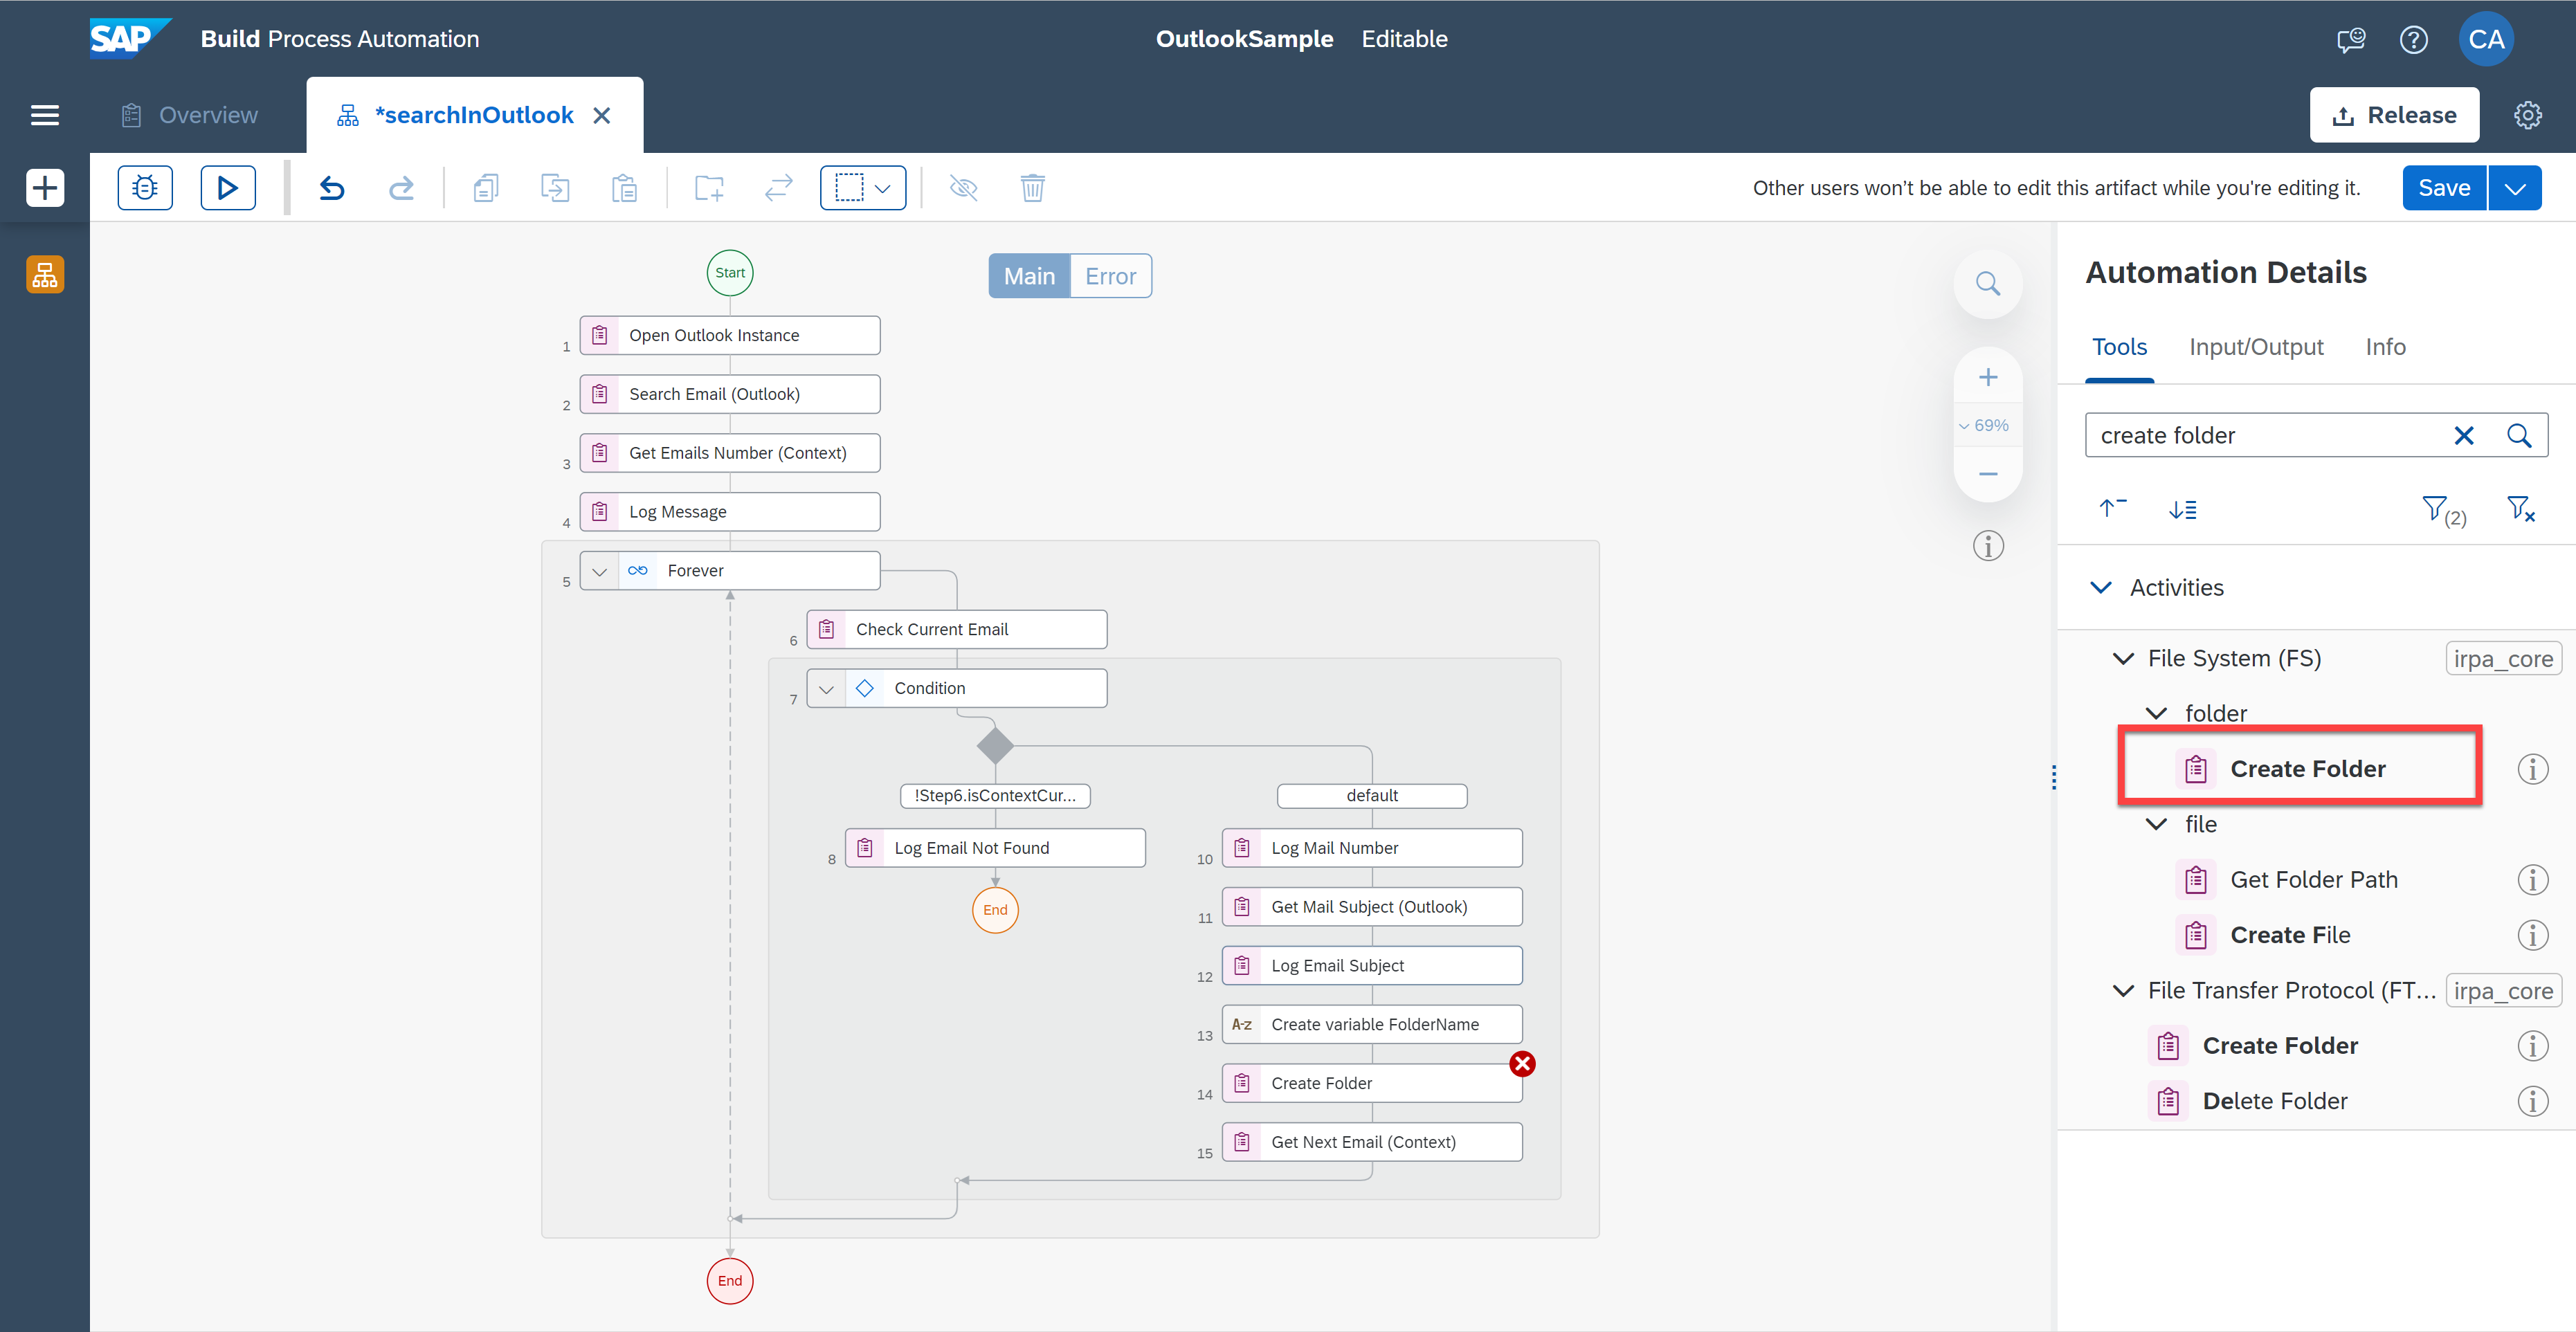 SAP Build Process Automation
OutlookSample Editable
CA
Overview
*searchInOutlook
Release
Other users won't be able to edit this artifact while you're editing it.
Save
Start
Main Error
1 Open Outlook Instance
2 Search Email (Outlook)
3 Get Emails Number (Context)
4 Log Message
5 Forever
6 Check Current Email
7 Condition
!Step6.isContextCur...
default
8 Log Email Not Found
End
10 Log Mail Number
11 Get Mail Subject (Outlook)
12 Log Email Subject
13 A-z Create variable FolderName
14 Create Folder
15 Get Next Email (Context)
End
69%
Automation Details
Tools Input/Output Info
create folder
(2)
Activities
File System (FS) irpa_core
folder
Create Folder
file
Get Folder Path
Create File
File Transfer Protocol (FT... irpa_core
Create Folder
Delete Folder